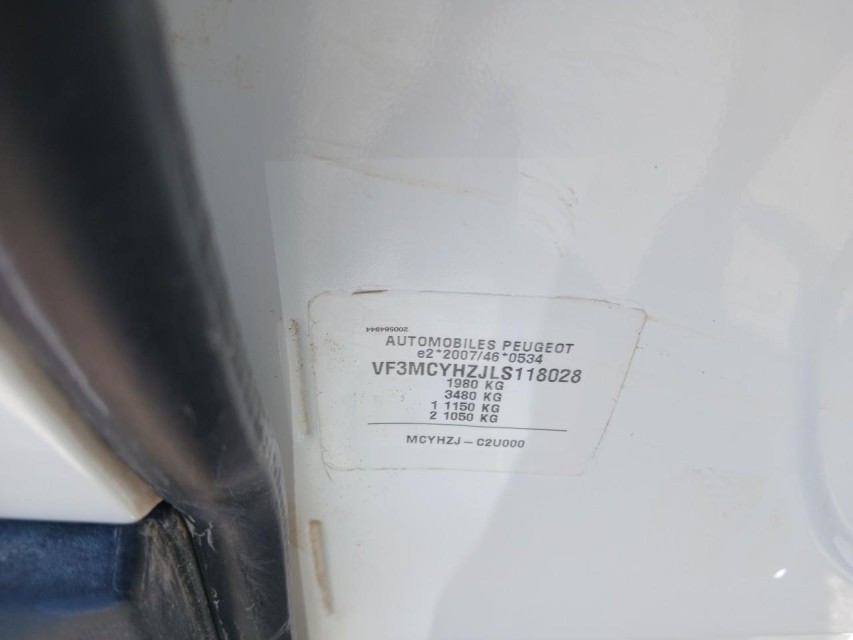 200584944
AUTOMOBILES PEUGEOT
e2*2007/46*0534
VF3MCYHZJLS118028
1980 KG
3480 KG
1 1150 KG
2 1050 KG
MCYHZJ – C2U000